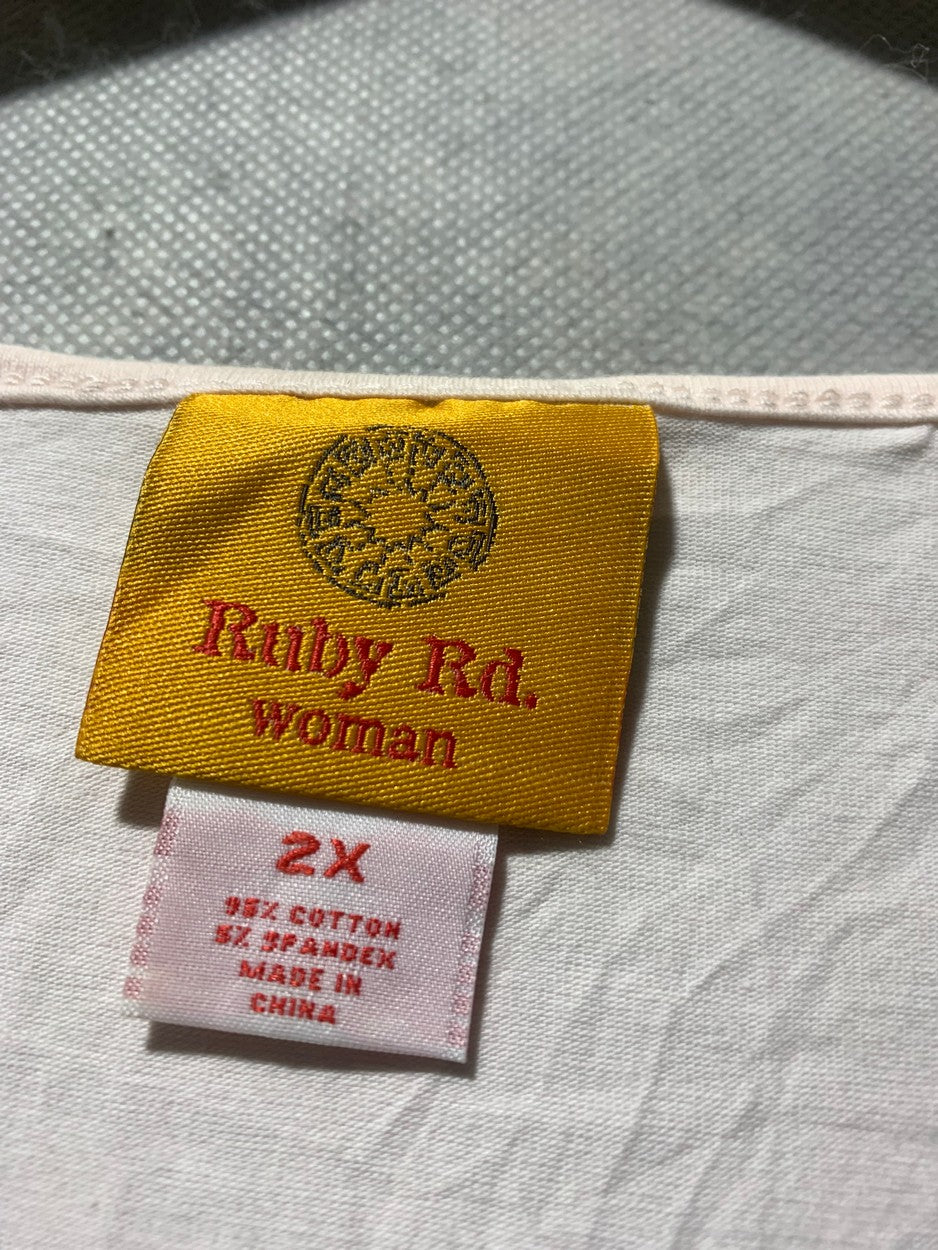 Ruby Rd.
woman
2X
95% COTTON
5% SPANDEX
MADE IN
CHINA